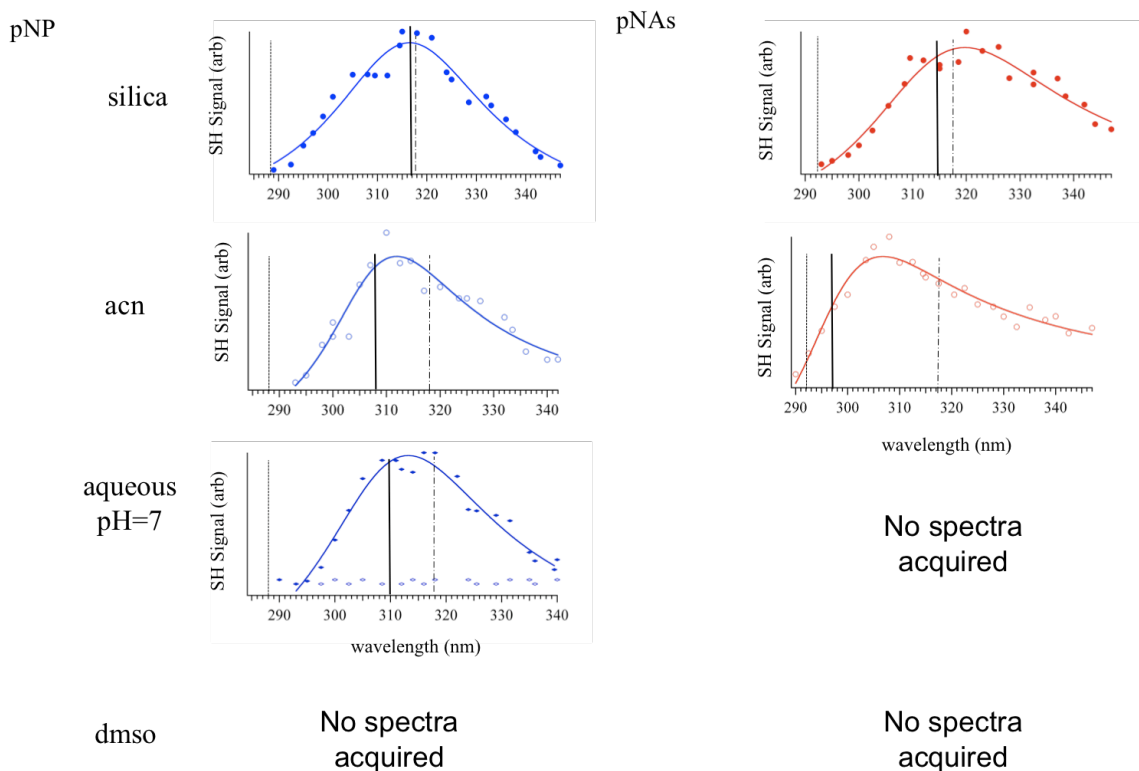 pNP
pNAs
silica
SH Signal (arb)
290 300 310 320 330 340
SH Signal (arb)
290 300 310 320 330 340
acn
SH Signal (arb)
290 300 310 320 330 340
SH Signal (arb)
290 300 310 320 330 340
wavelength (nm)
aqueous
pH=7
SH Signal (arb)
290 300 310 320 330 340
wavelength (nm)
No spectra
acquired
dmso
No spectra
acquired
No spectra
acquired